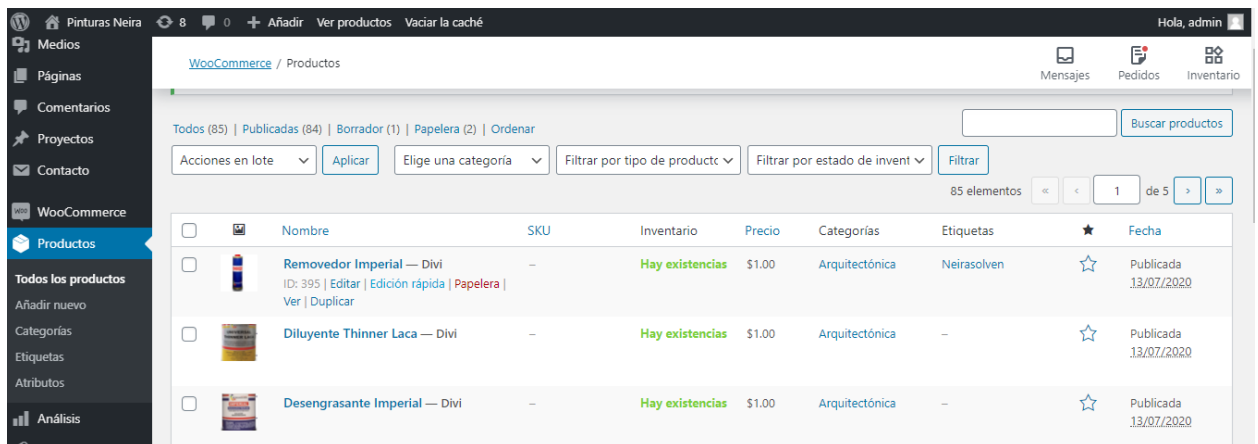 Pinturas Neira 8 0 + Añadir Ver productos Vaciar la caché Hola, admin
Medios
Páginas
Comentarios
Proyectos
Contacto
WooCommerce
Productos
Todos los productos
Añadir nuevo
Categorías
Etiquetas
Atributos
Análisis
WooCommerce / Productos
Mensajes Pedidos Inventario
Todos (85) | Publicadas (84) | Borrador (1) | Papelera (2) | Ordenar
Buscar productos
Acciones en lote Aplicar Elige una categoría Filtrar por tipo de producto Filtrar por estado de invent Filtrar
85 elementos « ‹ 1 de 5 › »
Nombre SKU Inventario Precio Categorías Etiquetas Fecha
Removedor Imperial — Divi – Hay existencias $1.00 Arquitectónica Neirasolven Publicada
ID: 395 | Editar | Edición rápida | Papelera | 13/07/2020
Ver | Duplicar
Diluyente Thinner Laca — Divi – Hay existencias $1.00 Arquitectónica – Publicada
13/07/2020
Desengrasante Imperial — Divi – Hay existencias $1.00 Arquitectónica – Publicada
13/07/2020